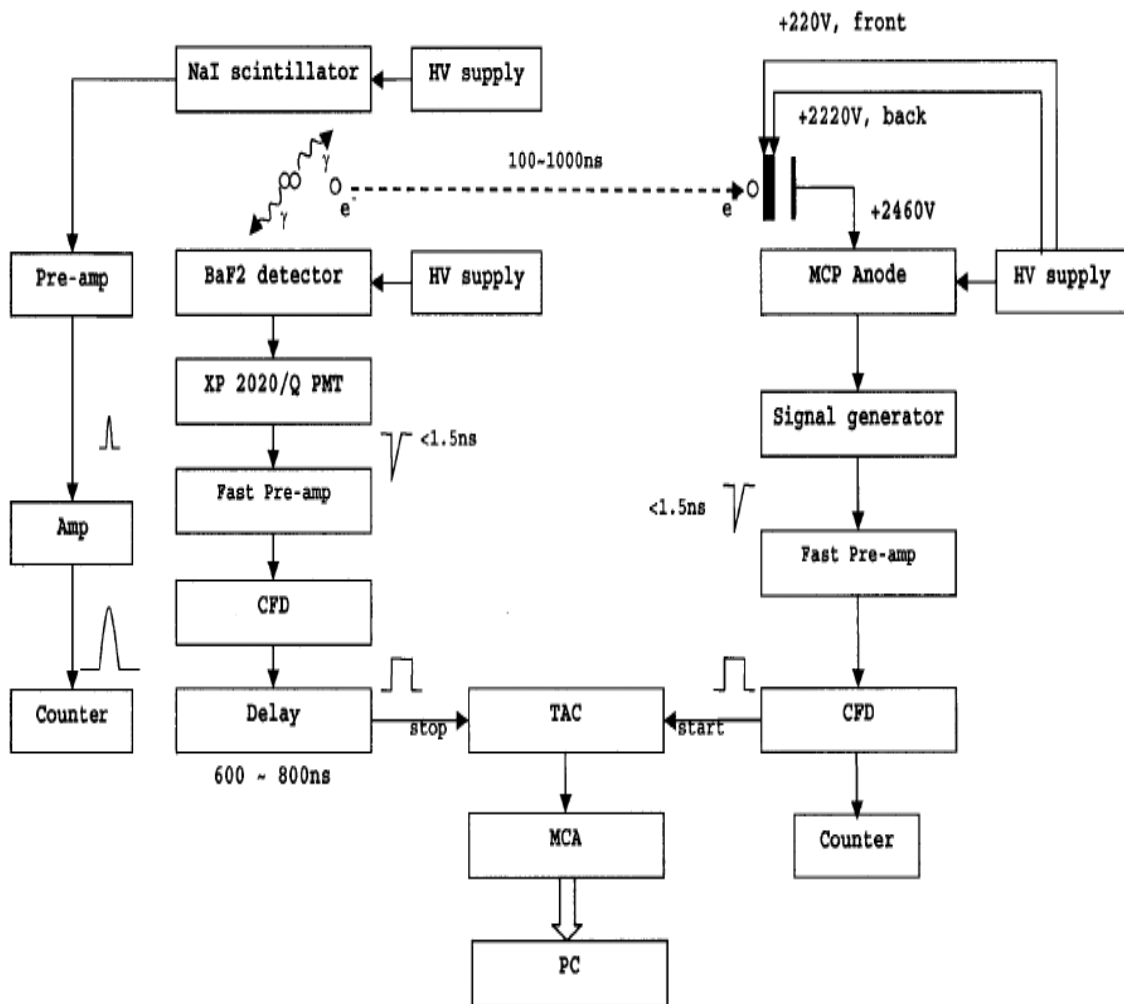 +220V, front
NaI scintillator
HV supply
+2220V, back
100~1000ns
γ
e-
e-
γ
+2460V
Pre-amp
BaF2 detector
HV supply
MCP Anode
HV supply
XP 2020/Q PMT
Signal generator
<1.5ns
Fast Pre-amp
<1.5ns
Amp
Fast Pre-amp
CFD
Counter
Delay
stop
TAC
start
CFD
600 ~ 800ns
MCA
Counter
PC